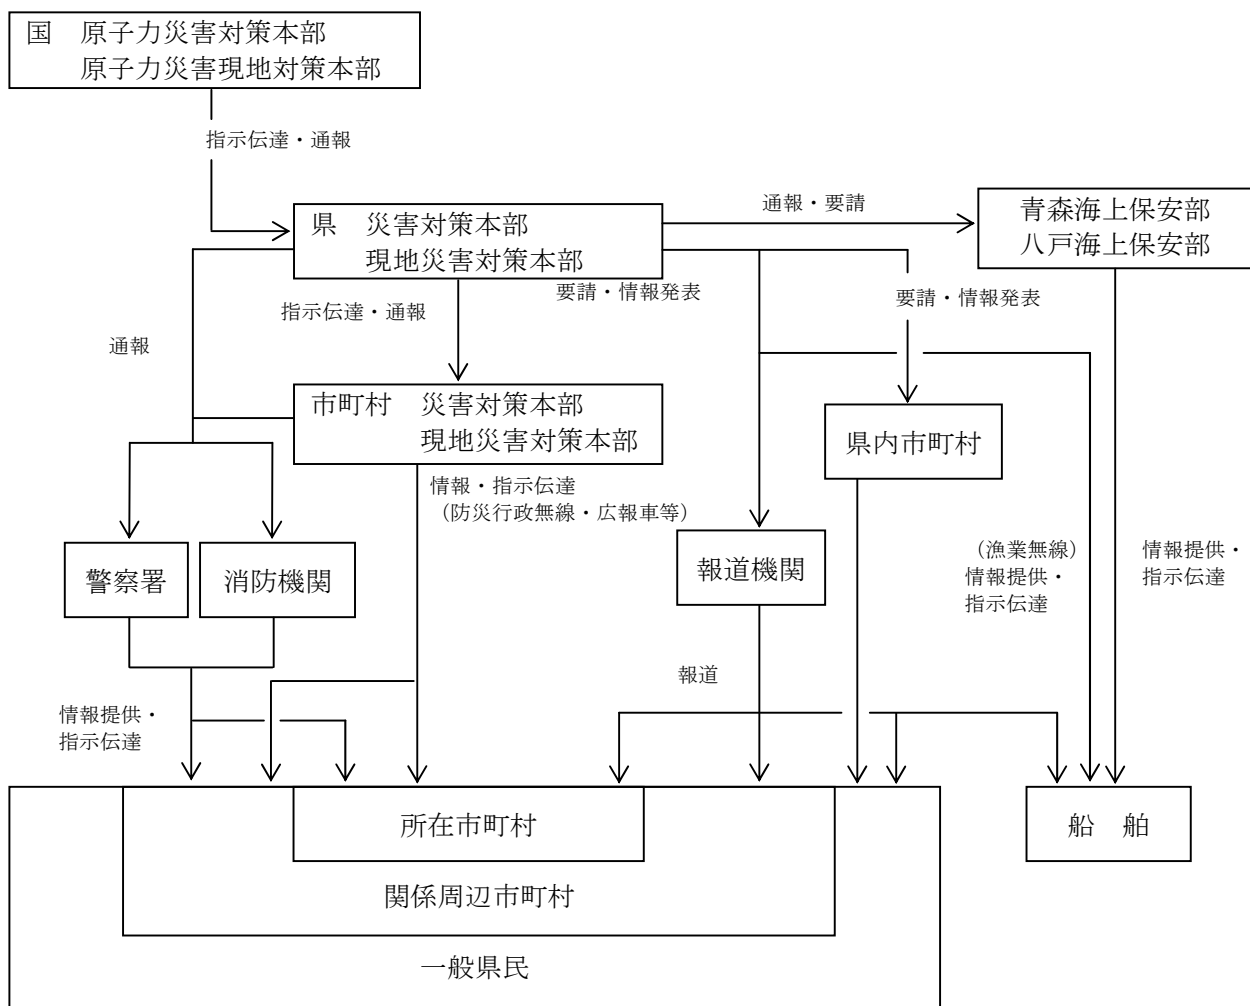 国　原子力災害対策本部
原子力災害現地対策本部
指示伝達・通報
県　災害対策本部
現地災害対策本部
通報・要請
青森海上保安部
八戸海上保安部
要請・情報発表
要請・情報発表
指示伝達・通報
通報
市町村　災害対策本部
現地災害対策本部
県内市町村
情報・指示伝達
（防災行政無線・広報車等）
警察署
消防機関
報道機関
（漁業無線）
情報提供・
指示伝達
情報提供・
指示伝達
報道
情報提供・
指示伝達
所在市町村
関係周辺市町村
一般県民
船　舶